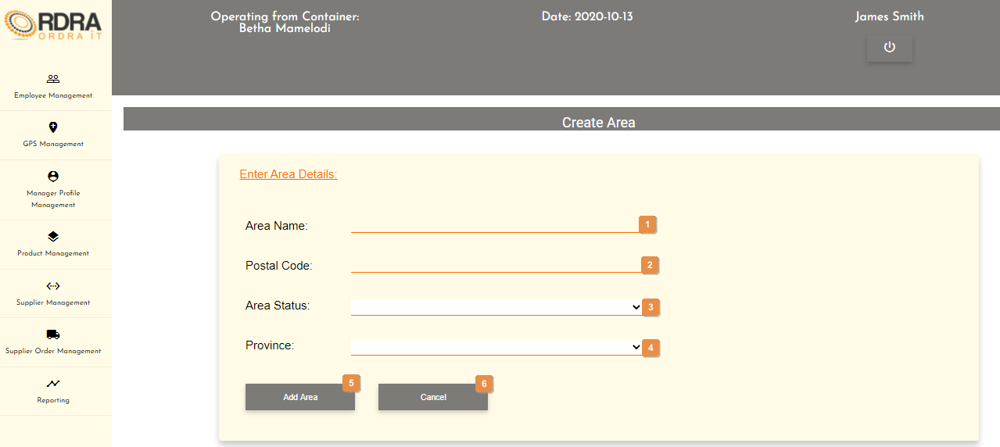 ORDRA
ORDRA IT
Operating from Container:
Betha Mamelodi
Date: 2020-10-13
James Smith
Employee Management
GPS Management
Manager Profile
Management
Product Management
Supplier Management
Supplier Order Management
Reporting
Create Area
Enter Area Details:
Area Name:
1
Postal Code:
2
Area Status:
3
Province:
4
Add Area
5
Cancel
6